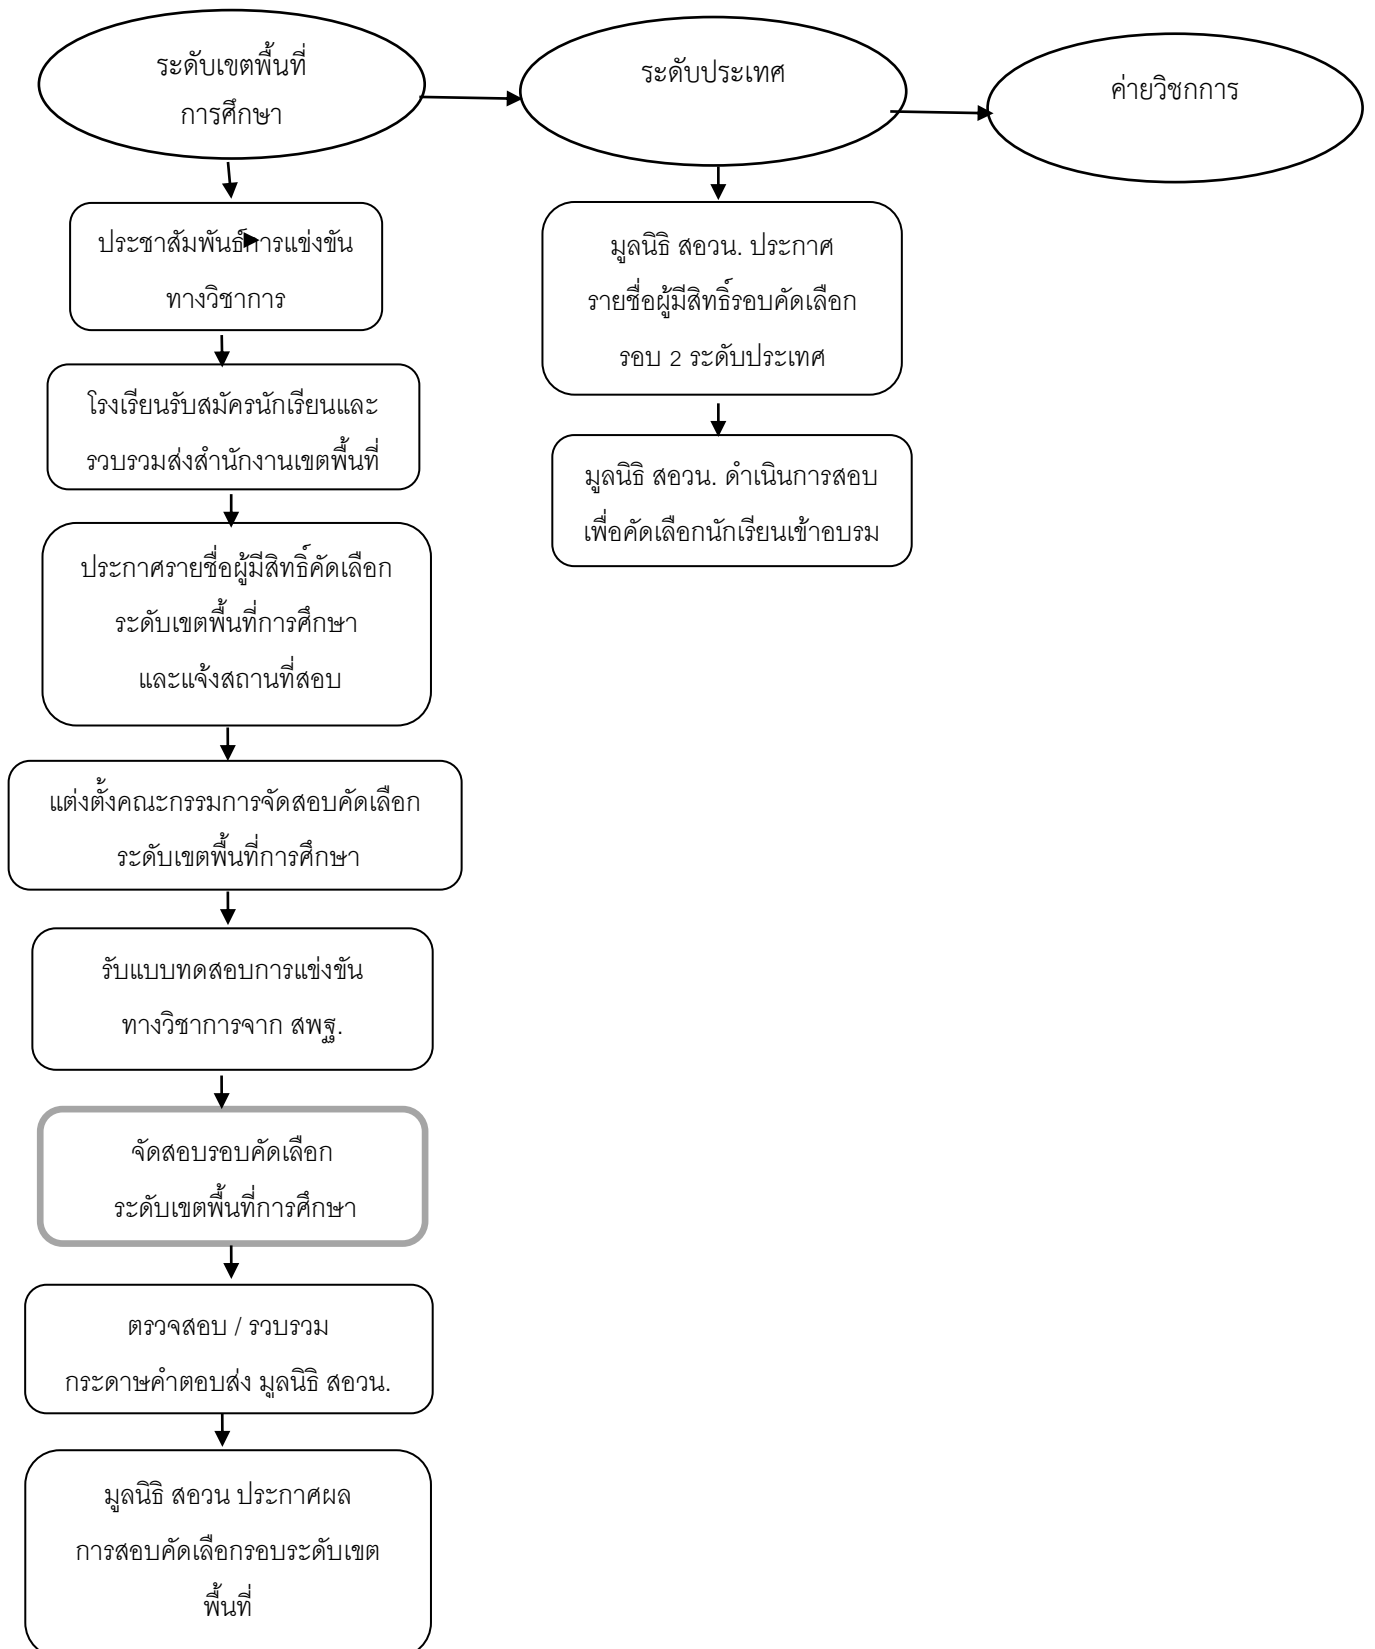 ระดับเขตพื้นที่
การศึกษา
ระดับประเทศ
ค่ายวิชกการ
ประชาสัมพันธ์การแข่งขัน
ทางวิชาการ
โรงเรียนรับสมัครนักเรียนและ
รวบรวมส่งสำนักงานเขตพื้นที่
ประกาศรายชื่อผู้มีสิทธิ์คัดเลือก
ระดับเขตพื้นที่การศึกษา
และแจ้งสถานที่สอบ
แต่งตั้งคณะกรรมการจัดสอบคัดเลือก
ระดับเขตพื้นที่การศึกษา
รับแบบทดสอบการแข่งขัน
ทางวิชาการจาก สพฐ.
จัดสอบรอบคัดเลือก
ระดับเขตพื้นที่การศึกษา
ตรวจสอบ / รวบรวม
กระดาษคำตอบส่ง มูลนิธิ สอวน.
มูลนิธิ สอวน ประกาศผล
การสอบคัดเลือกรอบระดับเขต
พื้นที่
มูลนิธิ สอวน. ประกาศ
รายชื่อผู้มีสิทธิ์รอบคัดเลือก
รอบ 2 ระดับประเทศ
มูลนิธิ สอวน. ดำเนินการสอบ
เพื่อคัดเลือกนักเรียนเข้าอบรม